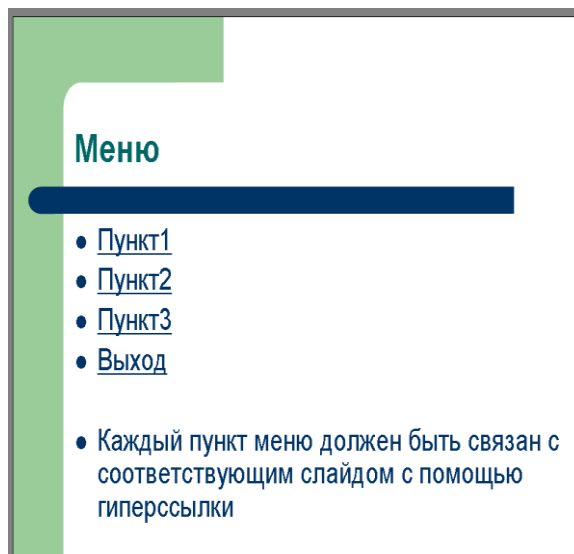 Меню
Пункт1
Пункт2
Пункт3
Выход
Каждый пункт меню должен быть связан с
соответствующим слайдом с помощью
гиперссылки